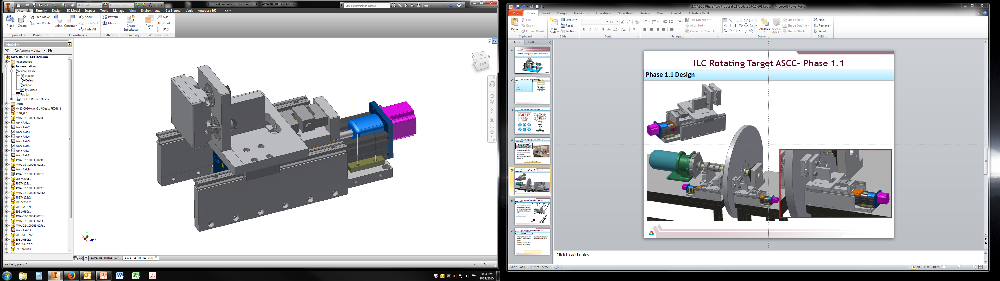 Autodesk Inventor Professional 2014 AWA-04-100143-320.iam
Type a keyword or phrase
Sign In
Material
Appearance
PRO
Assemble Simplify Design 3D Model Inspect Tools Manage View Environments Get Started Vault Autodesk 360
Place
Create
Free Move
Free Rotate
Joint
Constrain
Show
Show Sick
Hide All
Pattern
Mirror
Create
Substitutes
Plane
Axis
Point
UCS
Component
Position
Relationships
Pattern
Productivity
Work Features
Model
Assembly View
AWA-04-100143-320.iam
Relationships
Representations
View: View2
Master
Default
View1
View2
Position
Level of Detail : Master
Origin
MN10-0050-xxx-21 4Cleats PK266:1
3140_0:1
AWA-02-100043-020:1
Work Axis1
Work Axis2
Work Axis3
Work Axis4
Work Axis5
Work Axis6
Work Axis7
Work Axis8
AWA-02-100043-021:1
AWA-02-100043-022:1
Work Axis9
AWA-02-100043-023:1
9867K200:1
9867K122:1
AWA-02-100043-024:1
AWA-02-100043-024:2
9867K122:2
9867K200:2
90311A187:1
5931K660:1
AWA-02-100043-025:1
AWA-02-100043-026:1
AWA-02-100043-027:1
Work Axis12
90311A187:2
5931K660:2
90311A187:3
5931K660:3
LEFT
Y
X
Z
AWA-04-10014...iam
AWA-04-10014...iam
For Help, press F1
46 55
5:04 PM
9/14/2015
ILC ASCC Phase Two Proposal 1.1 Update 09-15-2015.pptx - Microsoft PowerPoint
File Home Insert Design Transitions Animations Slide Show Review View Acrobat Autodesk Vault
Paste
Cut
Copy
Format Painter
New
Slide
Layout
Reset
Section
14
Text Direction
Align Text
Convert to SmartArt
Arrange
Quick
Styles
Shape Fill
Shape Outline
Shape Effects
Find
Replace
Select
Clipboard
Slides
Font
Paragraph
Drawing
Editing
Slides
Outline
1
2
3
SAFETY
FIRST
KEEP
CALM
BE
PREPARED
4
5
6
7
ILC Rotating Target ASCC- Phase 1.1
Phase 1.1 Design
5
Click to add notes
Slide 5 of 7
"Office Theme"
100%